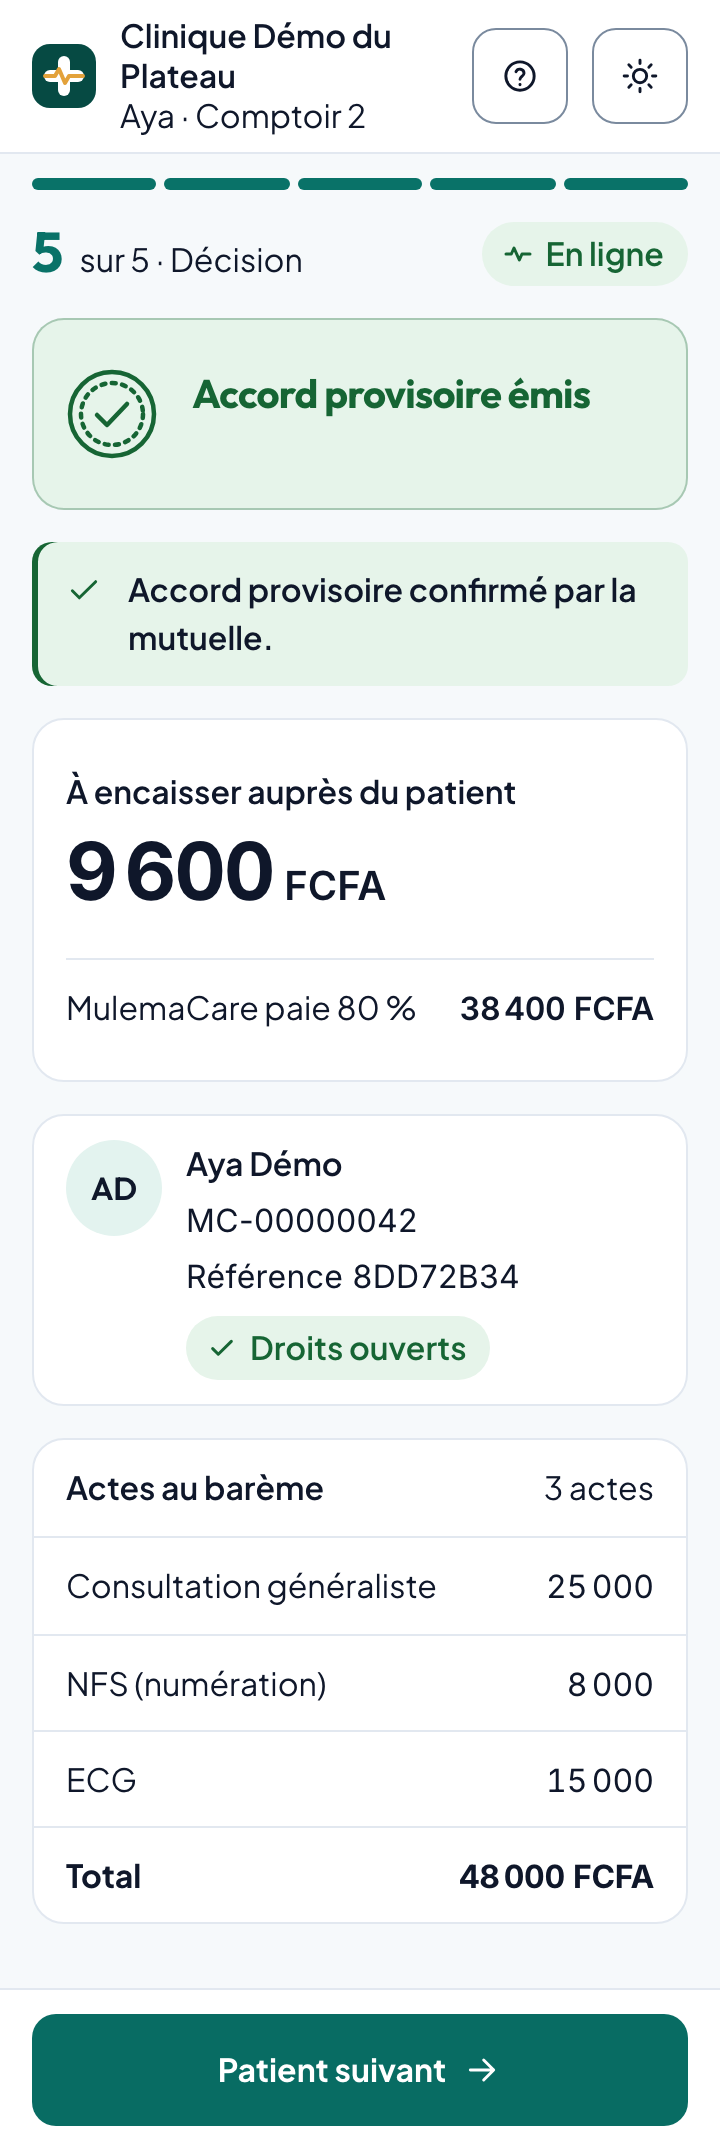 Clinique Démo du
Plateau
Aya · Comptoir 2
5 sur 5 · Décision
En ligne
Accord provisoire émis
Accord provisoire confirmé par la
mutuelle.
À encaisser auprès du patient
9 600 FCFA
MulemaCare paie 80 % 38 400 FCFA
AD
Aya Démo
MC-00000042
Référence 8DD72B34
Droits ouverts
Actes au barème 3 actes
Consultation généraliste 25 000
NFS (numération) 8 000
ECG 15 000
Total 48 000 FCFA
Patient suivant →